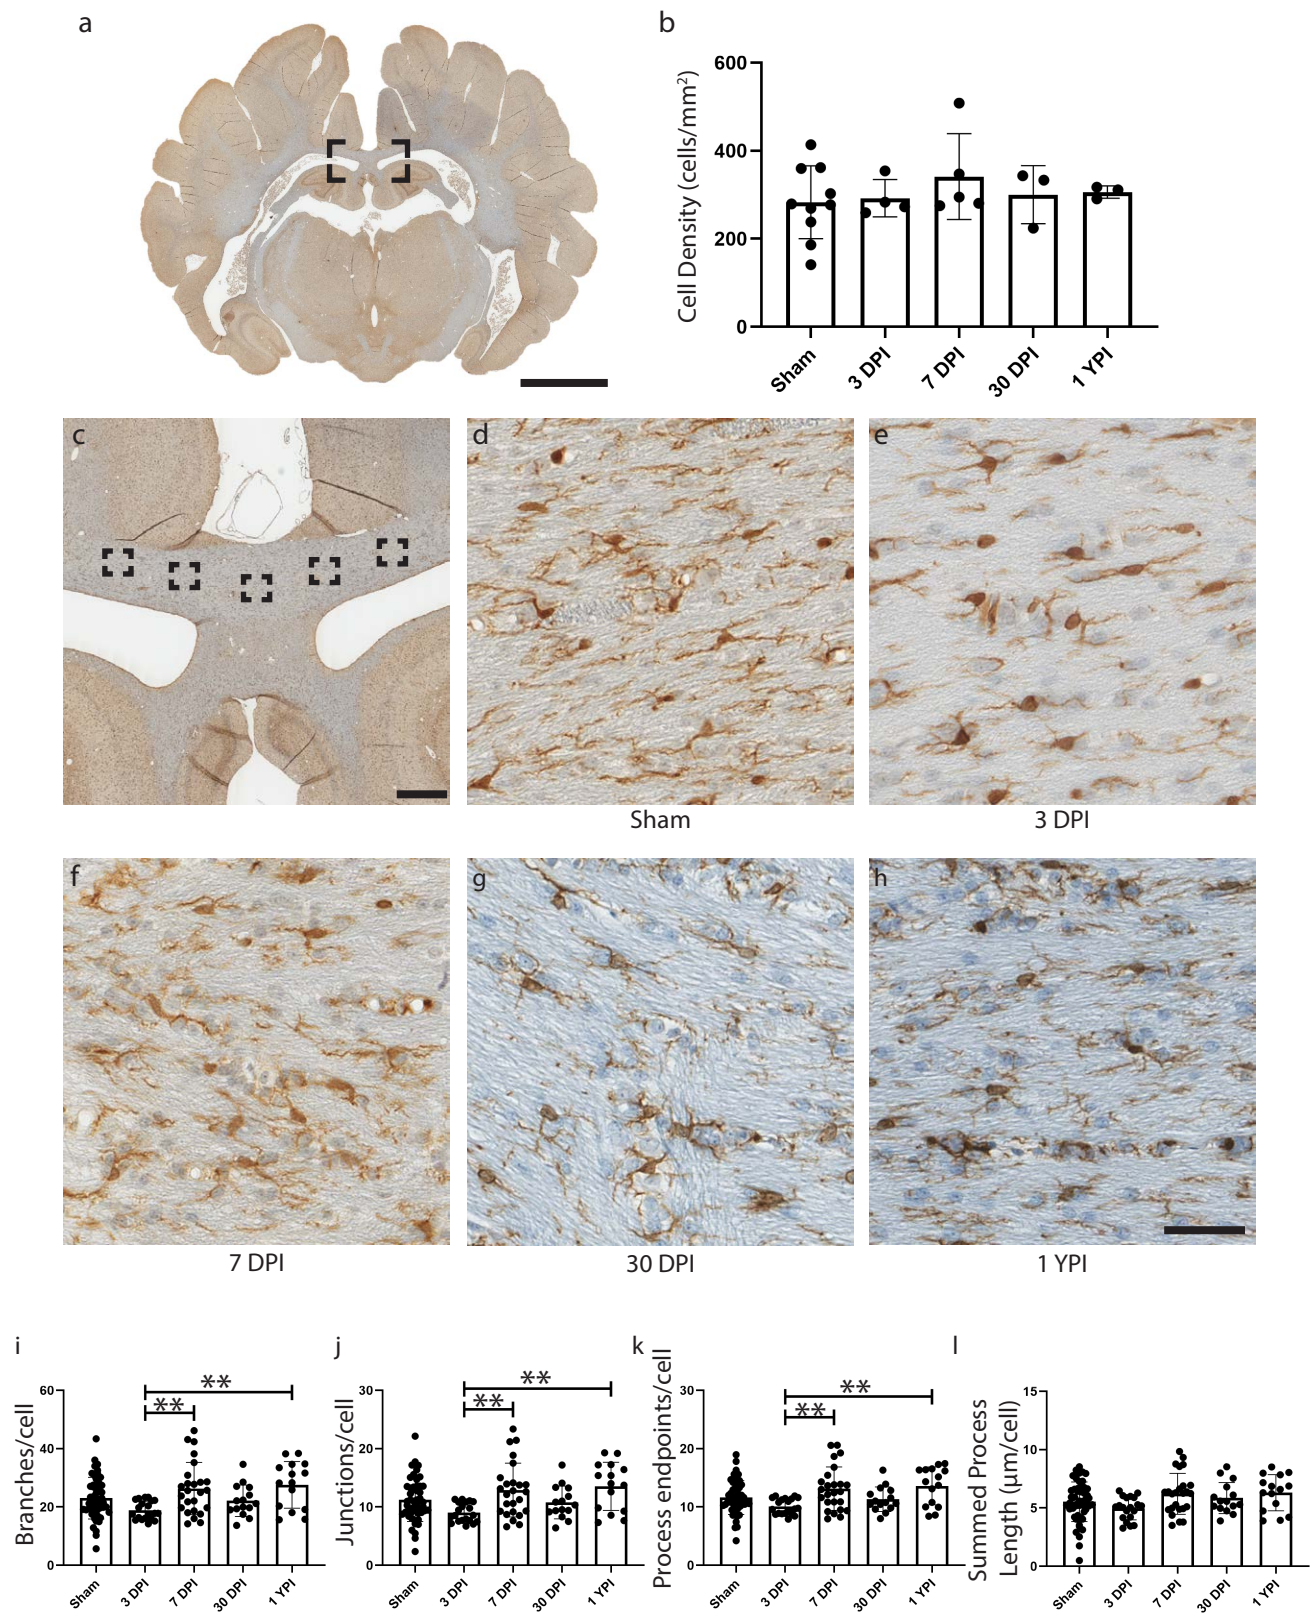 a
b
Cell Density (cells/mm²)
600
400
200
0
Sham
3 DPI
7 DPI
30 DPI
1 YPI
c
d
e
Sham
3 DPI
f
g
h
7 DPI
30 DPI
1 YPI
i
j
k
l
Branches/cell
60
40
20
0
**
**
Sham
3 DPI
7 DPI
30 DPI
1 YPI
Junctions/cell
30
20
10
0
**
**
Sham
3 DPI
7 DPI
30 DPI
1 YPI
Process endpoints/cell
30
20
10
0
**
**
Sham
3 DPI
7 DPI
30 DPI
1 YPI
Summed Process
Length (µm/cell)
15
10
5
0
Sham
3 DPI
7 DPI
30 DPI
1 YPI